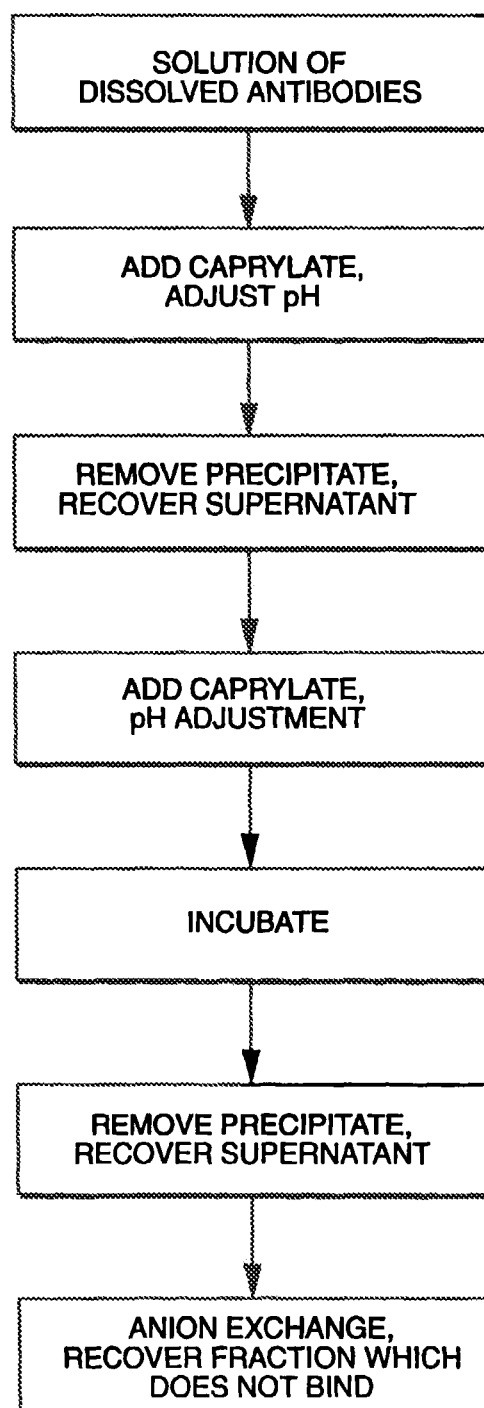 SOLUTION OF
DISSOLVED ANTIBODIES
ADD CAPRYLATE,
ADJUST pH
REMOVE PRECIPITATE,
RECOVER SUPERNATANT
ADD CAPRYLATE,
pH ADJUSTMENT
INCUBATE
REMOVE PRECIPITATE,
RECOVER SUPERNATANT
ANION EXCHANGE,
RECOVER FRACTION WHICH
DOES NOT BIND